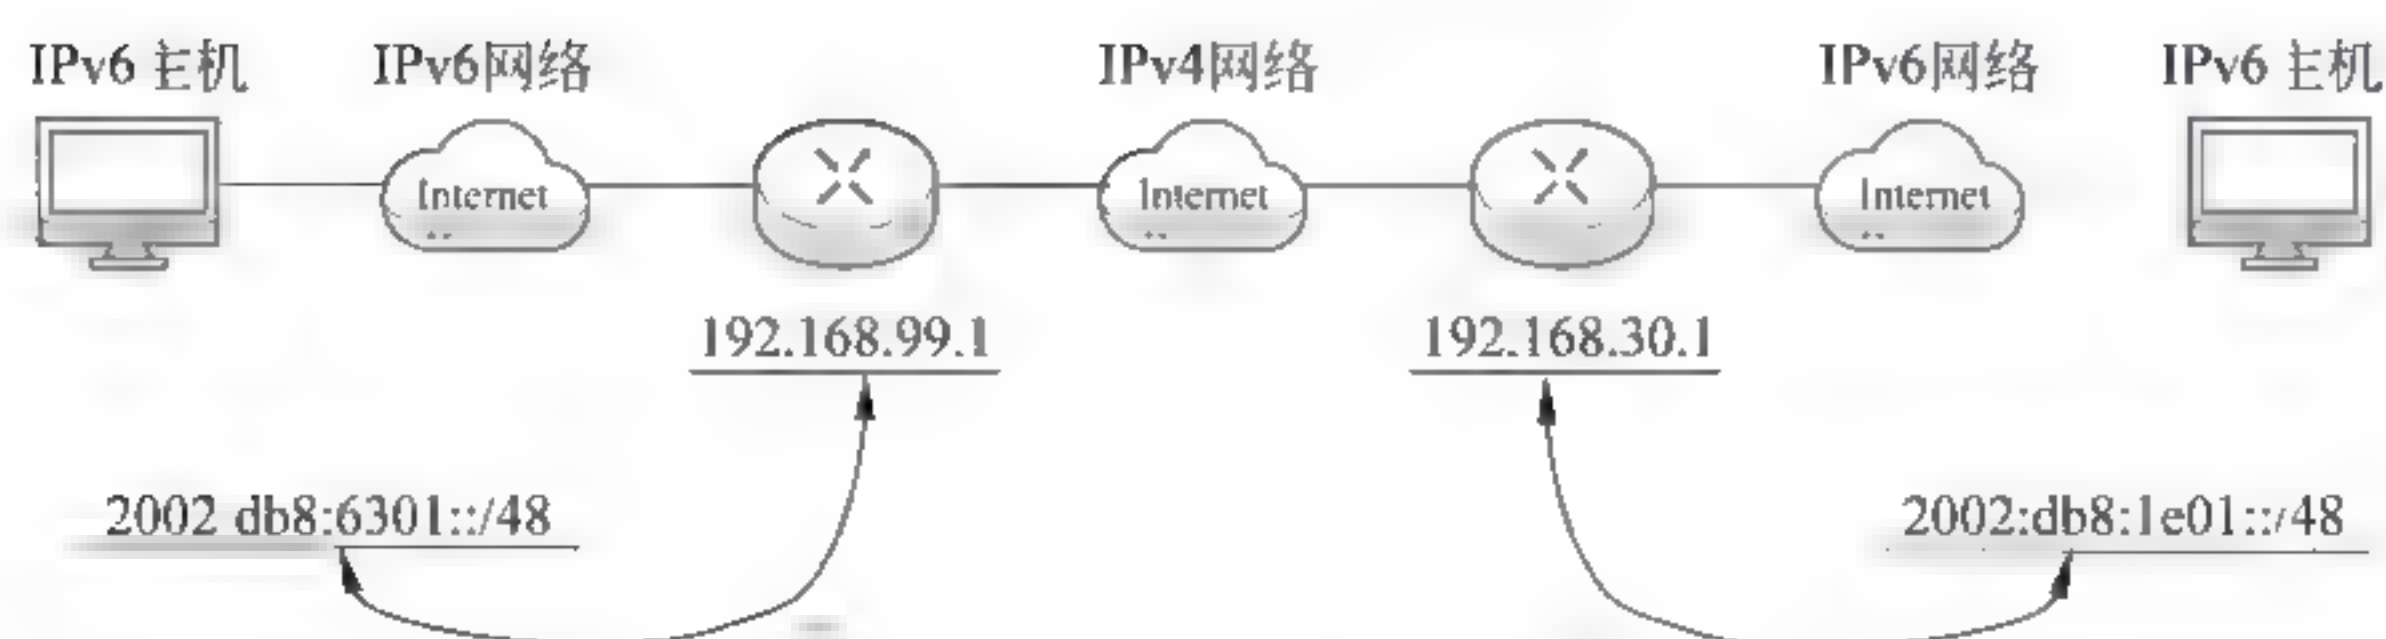 IPv6 主机
IPv6网络
IPv4网络
IPv6网络
IPv6 主机
Internet
Internet
Internet
192.168.99.1
192.168.30.1
2002 db8:6301::/48
2002:db8:1e01::/48